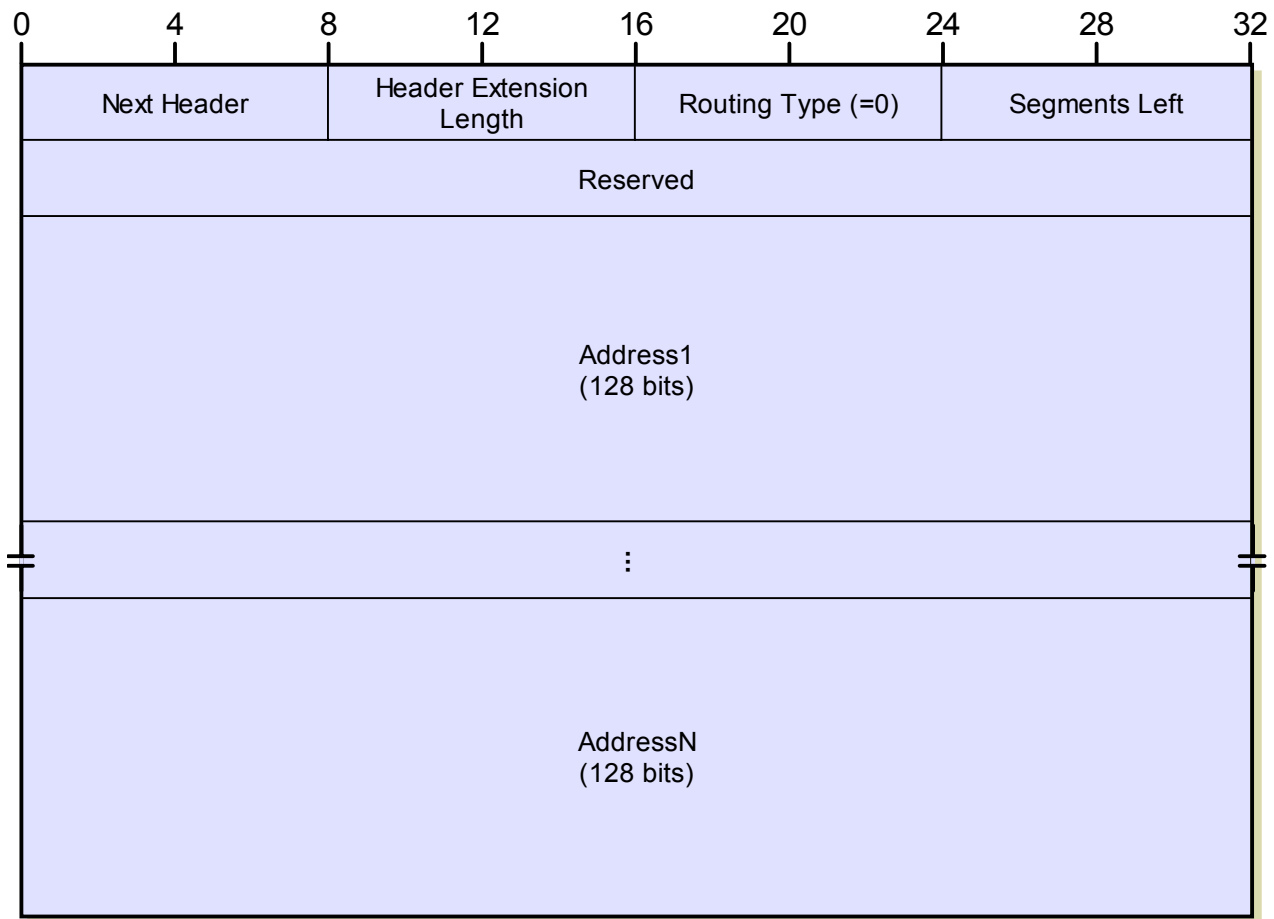 0 4 8 12 16 20 24 28 32
Next Header
Header Extension
Length
Routing Type (=0)
Segments Left
Reserved
Address1
(128 bits)
...
AddressN
(128 bits)